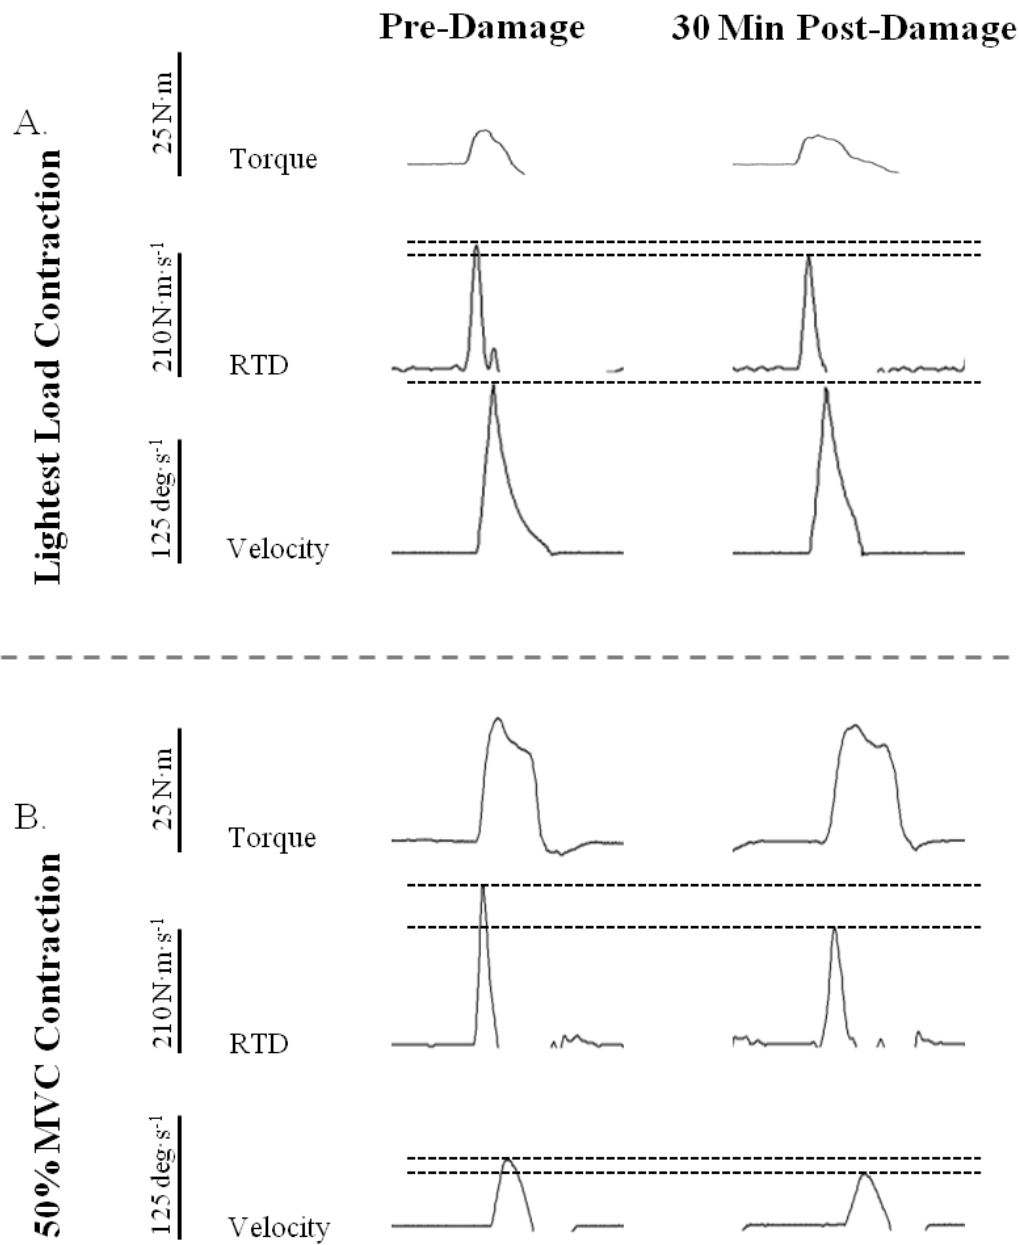 Pre-Damage
30 Min Post-Damage
A.
Lightest Load Contraction
25 N·m
Torque
210 N·m·s⁻¹
RTD
125 deg·s⁻¹
Velocity
B.
50% MVC Contraction
25 N·m
Torque
210 N·m·s⁻¹
RTD
125 deg·s⁻¹
Velocity